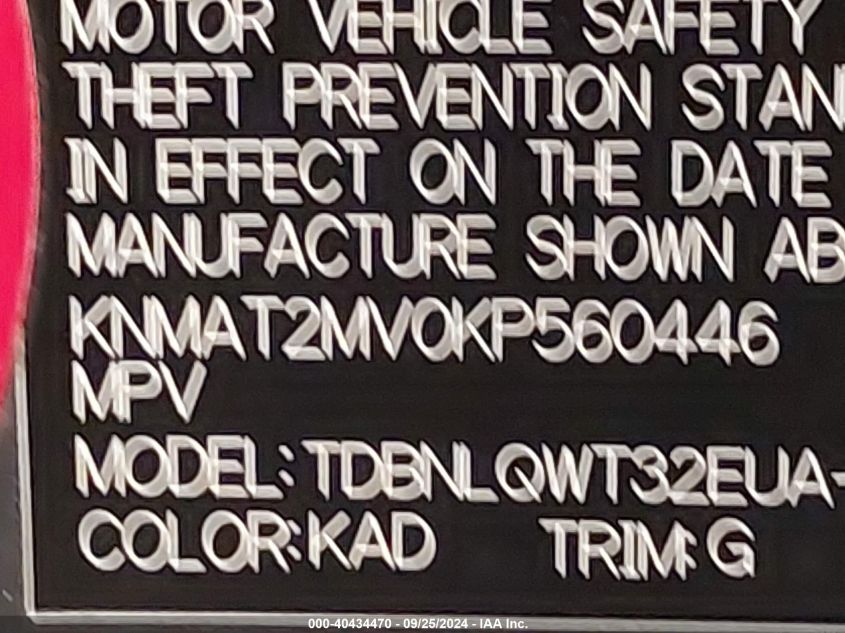 MOTOR VEHICLE SAFETY
THEFT PREVENTION STAN
IN EFFECT ON THE DATE
MANUFACTURE SHOWN AB
KNMAT2MV0KP560446
MPV
MODEL:TDBNLQWT32EUA-
COLOR:KAD TRIM:G
000-40434470 - 09/25/2024 - IAA Inc.